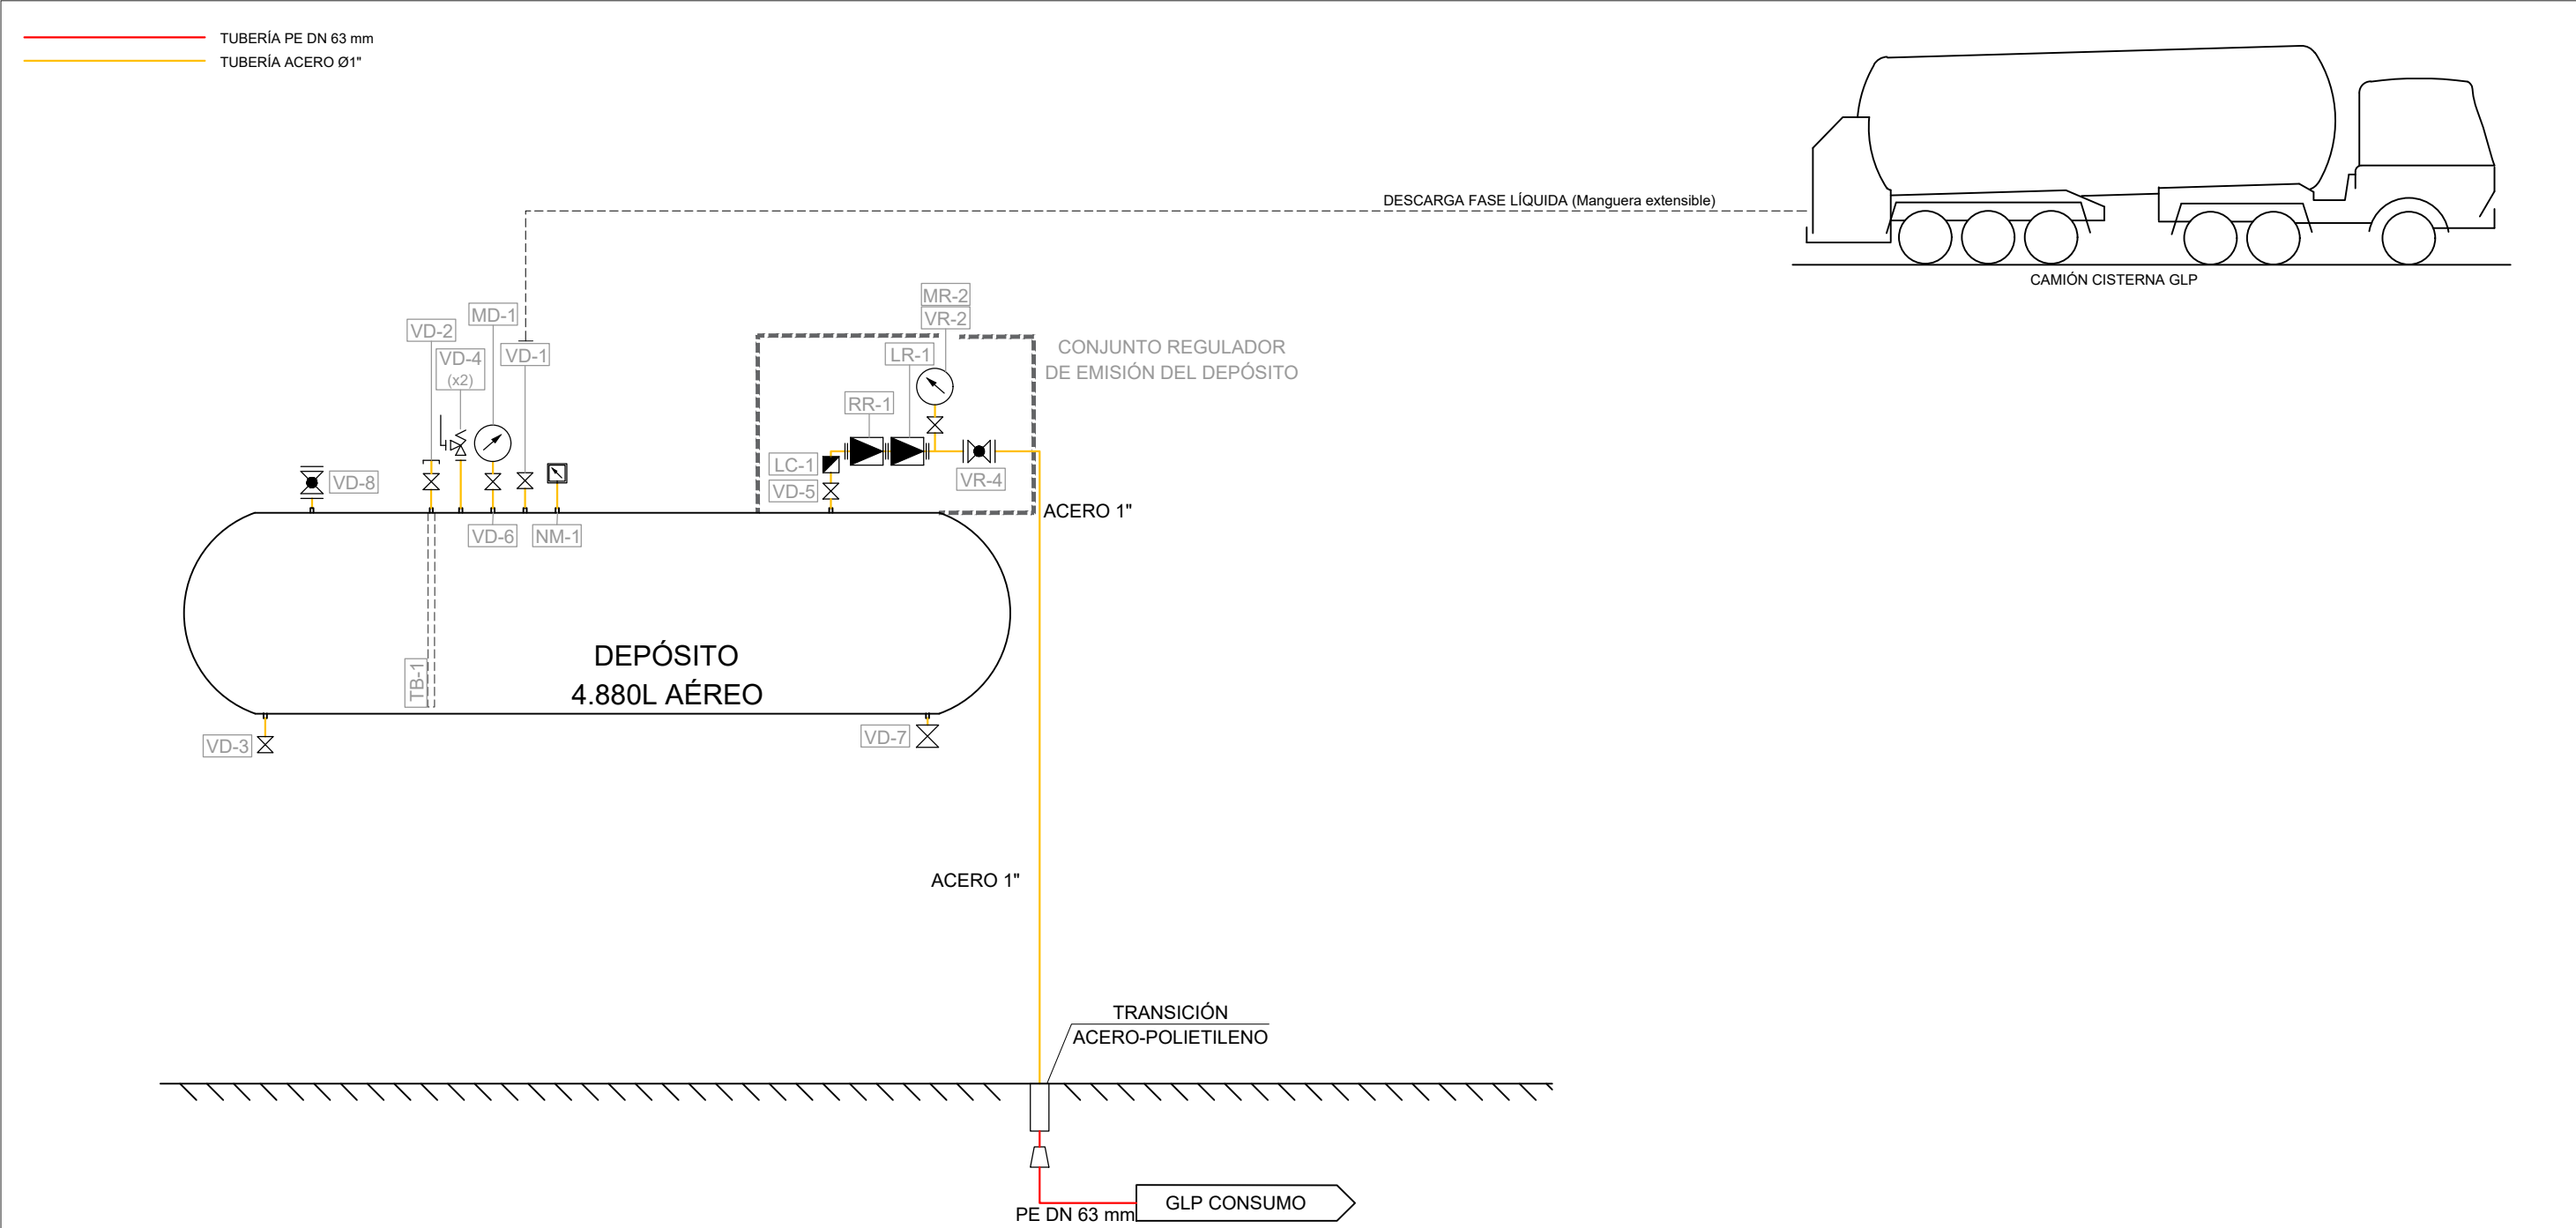 TUBERÍA PE DN 63 mm
TUBERÍA ACERO Ø1"
DESCARGA FASE LÍQUIDA (Manguera extensible)
CAMIÓN CISTERNA GLP
MR-2
VR-2
MD-1
VD-2
VD-4
(x2)
VD-1
LR-1
CONJUNTO REGULADOR
DE EMISIÓN DEL DEPÓSITO
RR-1
LC-1
VD-8
VR-4
VD-5
ACERO 1"
VD-6
NM-1
TB-1
DEPÓSITO
4.880L AÉREO
VD-3
VD-7
ACERO 1"
TRANSICIÓN
ACERO-POLIETILENO
GLP CONSUMO
PE DN 63 mm